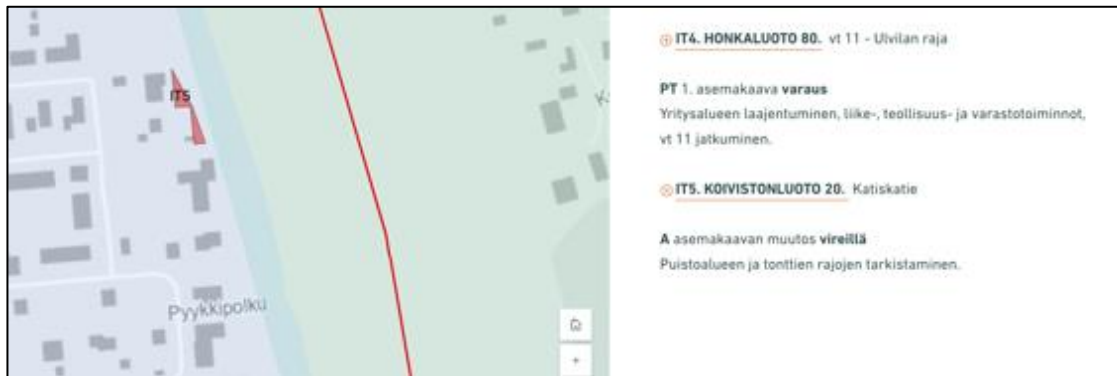 IT5
Pyykkipolku
IT4. HONKALUOTO 80. vt 11 - Ulvilan raja
PT 1. asemakaava varaus
Yritysalueen laajentuminen, liike-, teollisuus- ja varastotoiminnot,
vt 11 jatkuminen.
IT5. KOIVISTONLUOTO 20. Katiskatie
A asemakaavan muutos vireillä
Puistoalueen ja tonttien rajojen tarkistaminen.